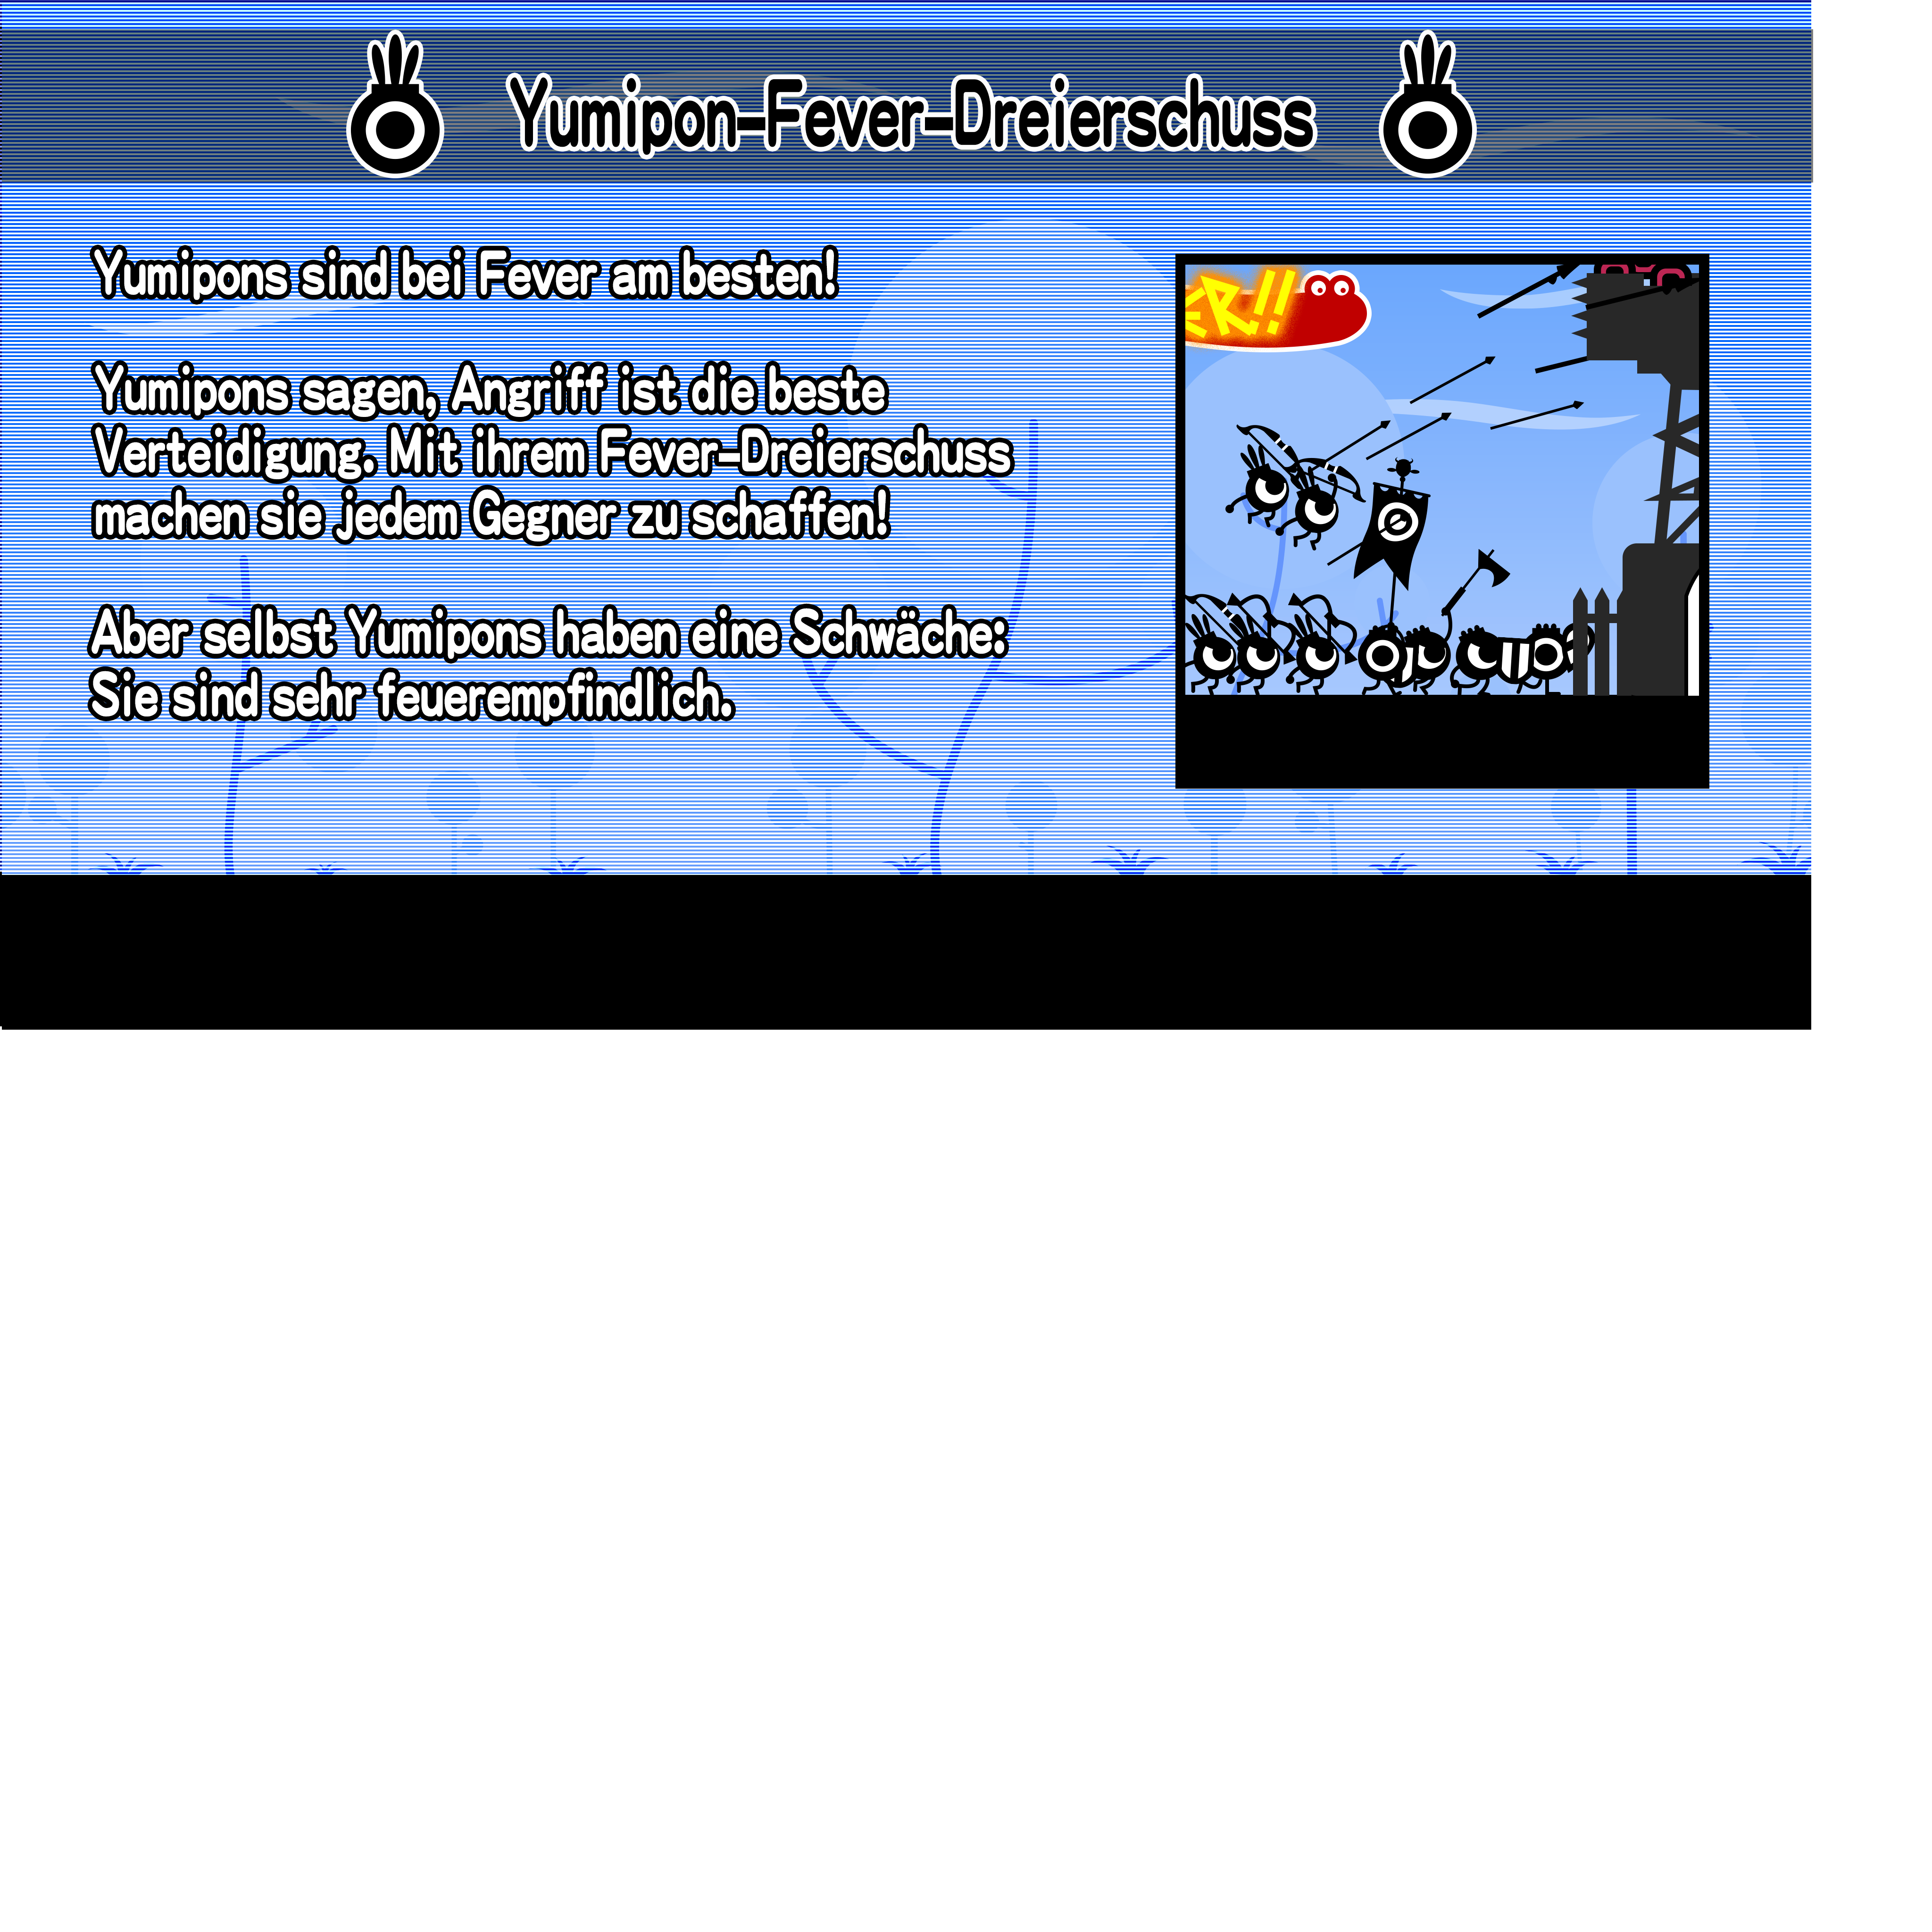 Yumipon-Fever-Dreierschuss
Yumipons sind bei Fever am besten!
Yumipons sagen, Angriff ist die beste
Verteidigung. Mit ihrem Fever-Dreierschuss
machen sie jedem Gegner zu schaffen!
Aber selbst Yumipons haben eine Schwäche:
Sie sind sehr feuerempfindlich.
ER!!